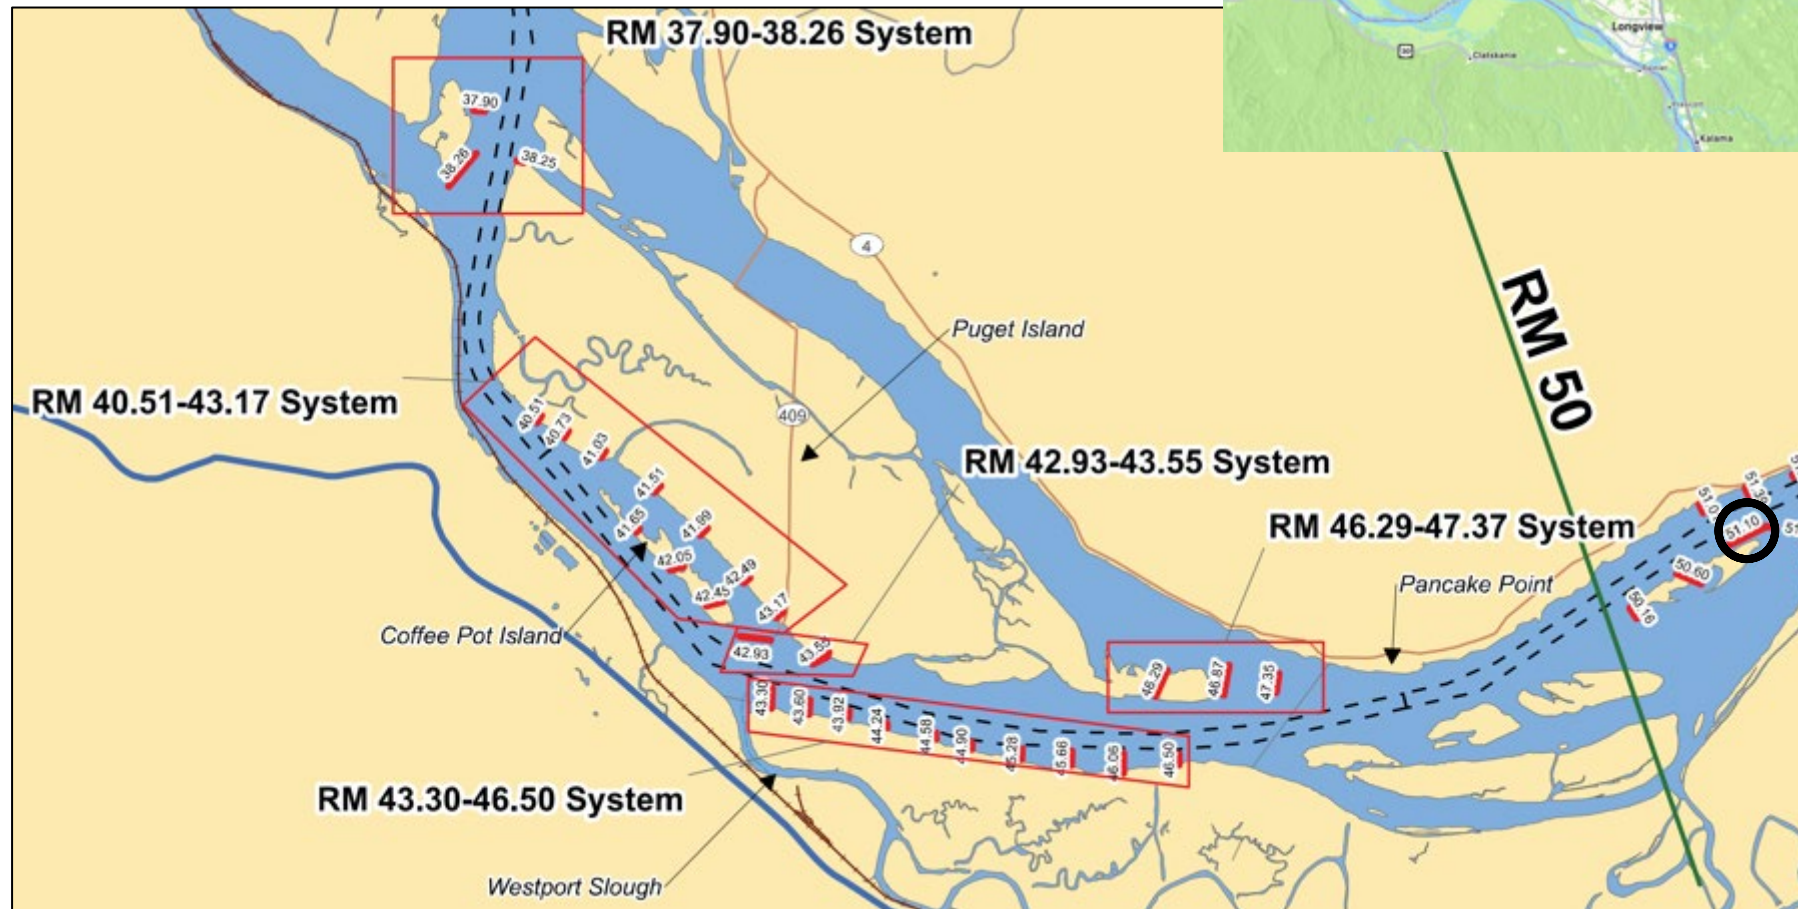 RM 37.90-38.26 System
Longview
30
Clatskanie
5
Rainier
Prescott
Kalama
37.90
38.26
38.25
4
RM 50
Puget Island
RM 40.51-43.17 System
409
40.51
40.73
41.03
41.51
41.65
41.99
42.05
42.49
42.45
43.17
RM 42.93-43.55 System
RM 46.29-47.37 System
51.10
50.60
50.16
Pancake Point
Coffee Pot Island
42.93
43.55
46.29
46.87
47.35
43.30
43.60
43.92
44.24
44.58
44.90
45.28
45.66
46.06
46.50
RM 43.30-46.50 System
Westport Slough